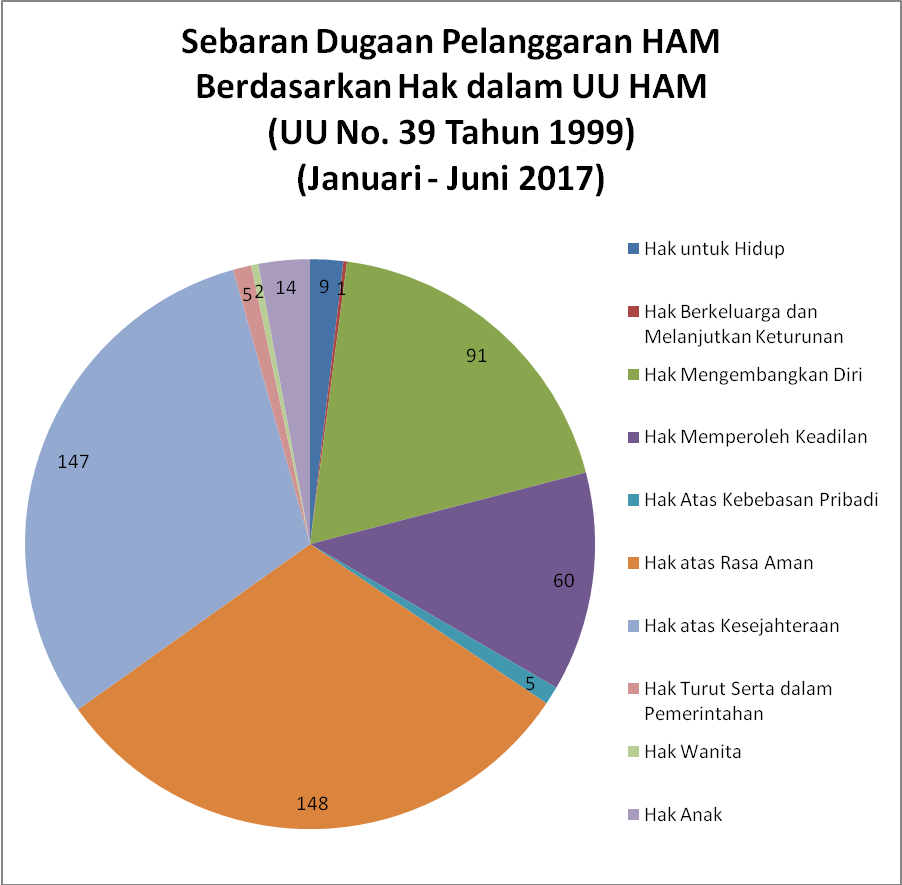 Sebaran Dugaan Pelanggaran HAM
Berdasarkan Hak dalam UU HAM
(UU No. 39 Tahun 1999)
(Januari - Juni 2017)
9
1
91
60
5
148
147
5
2
14
Hak untuk Hidup
Hak Berkeluarga dan
Melanjutkan Keturunan
Hak Mengembangkan Diri
Hak Memperoleh Keadilan
Hak Atas Kebebasan Pribadi
Hak atas Rasa Aman
Hak atas Kesejahteraan
Hak Turut Serta dalam
Pemerintahan
Hak Wanita
Hak Anak